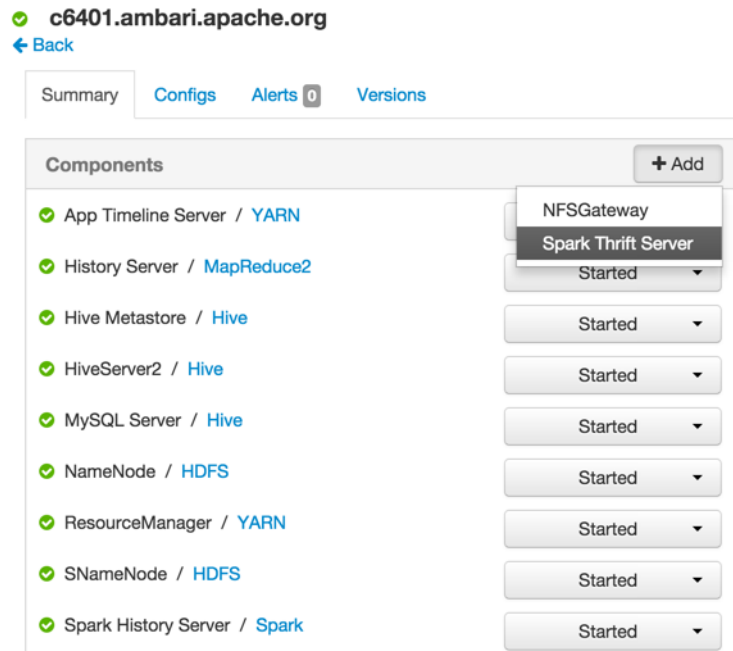 c6401.ambari.apache.org
Back
Summary Configs Alerts 0 Versions
Components + Add
NFSGateway
Spark Thrift Server
App Timeline Server / YARN
History Server / MapReduce2 Started
Hive Metastore / Hive Started
HiveServer2 / Hive Started
MySQL Server / Hive Started
NameNode / HDFS Started
ResourceManager / YARN Started
SNameNode / HDFS Started
Spark History Server / Spark Started